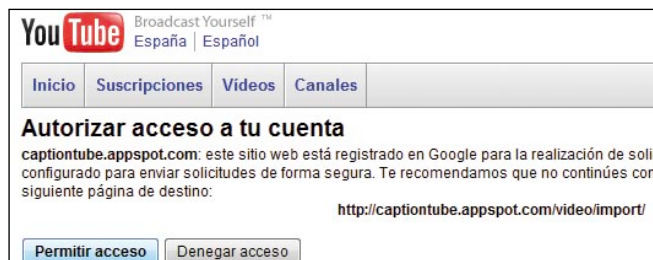 You Tube Broadcast Yourself ™
España | Español
Inicio Suscripciones Vídeos Canales
Autorizar acceso a tu cuenta
captiontube.appspot.com: este sitio web está registrado en Google para la realización de soli
configurado para enviar solicitudes de forma segura. Te recomendamos que no continúes con
siguiente página de destino:
http://captiontube.appspot.com/video/import/
Permitir acceso Denegar acceso